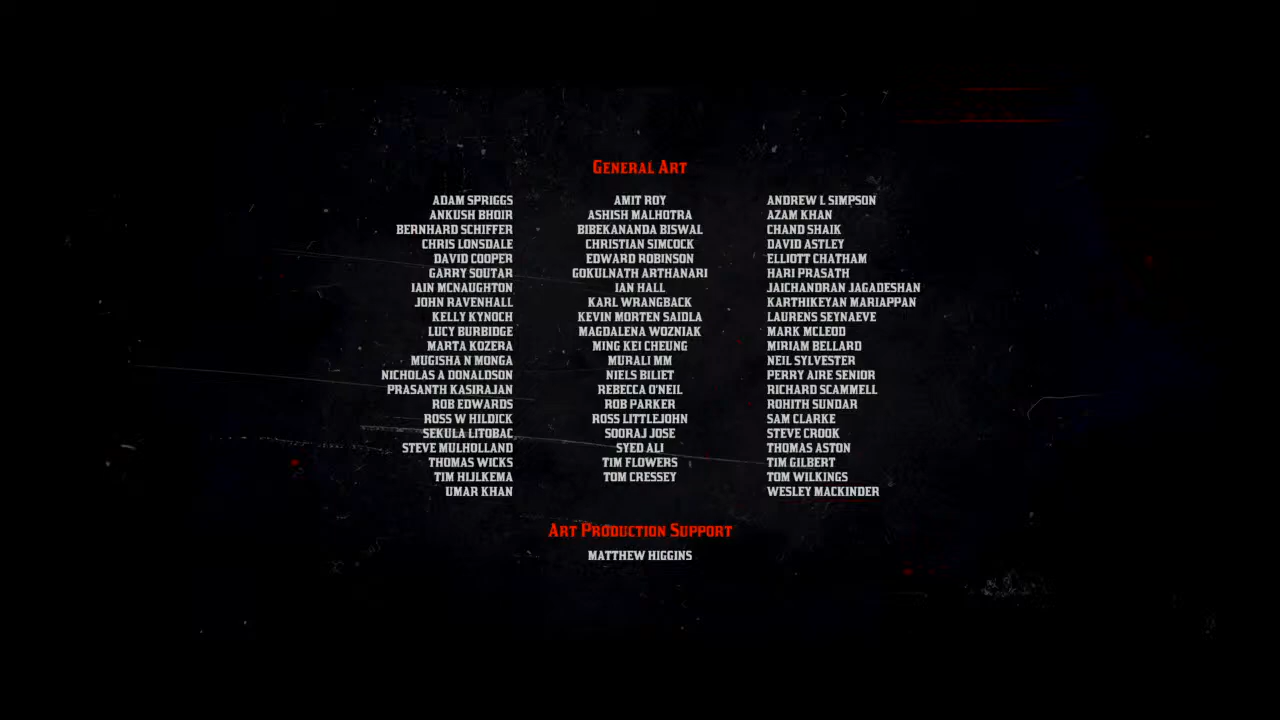 General Art
ADAM SPRIGGS AMIT ROY ANDREW L SIMPSON
ANKUSH BHOIR ASHISH MALHOTRA AZAM KHAN
BERNHARD SCHIFFER BIBEKANANDA BISWAL CHAND SHAIK
CHRIS LONSDALE CHRISTIAN SIMCOCK DAVID ASTLEY
DAVID COOPER EDWARD ROBINSON ELLIOTT CHATHAM
GARRY SOUTAR GOKULNATH ARTHANARI HARI PRASATH
IAIN MCNAUGHTON IAN HALL JAICHANDRAN JAGADESHAN
JOHN RAVENHALL KARL WRANGBACK KARTHIKEYAN MARIAPPAN
KELLY KYNOCH KEVIN MORTEN SAIDLA LAURENS SEYNAEVE
LUCY BURBIDGE MAGDALENA WOZNIAK MARK MCLEOD
MARTA KOZERA MING KEI CHEUNG MIRIAM BELLARD
MUGISHA N MONGA MURALI MM NEIL SYLVESTER
NICHOLAS A DONALDSON NIELS BILIET PERRY AIRE SENIOR
PRASANTH KASIRAJAN REBECCA O'NEIL RICHARD SCAMMELL
ROB EDWARDS ROB PARKER ROHITH SUNDAR
ROSS W HILDICK ROSS LITTLEJOHN SAM CLARKE
SEKULA LITOBAC SOORAJ JOSE STEVE CROOK
STEVE MULHOLLAND SYED ALI THOMAS ASTON
THOMAS WICKS TIM FLOWERS TIM GILBERT
TIM HIJLKEMA TOM CRESSEY TOM WILKINGS
UMAR KHAN WESLEY MACKINDER
Art Production Support
MATTHEW HIGGINS